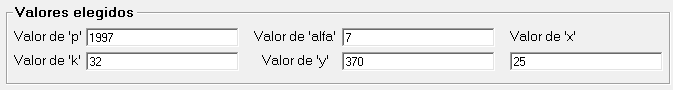 Valores elegidos
Valor de 'p' 1997 Valor de 'alfa' 7 Valor de 'x'
Valor de 'k' 32 Valor de 'y' 370 25